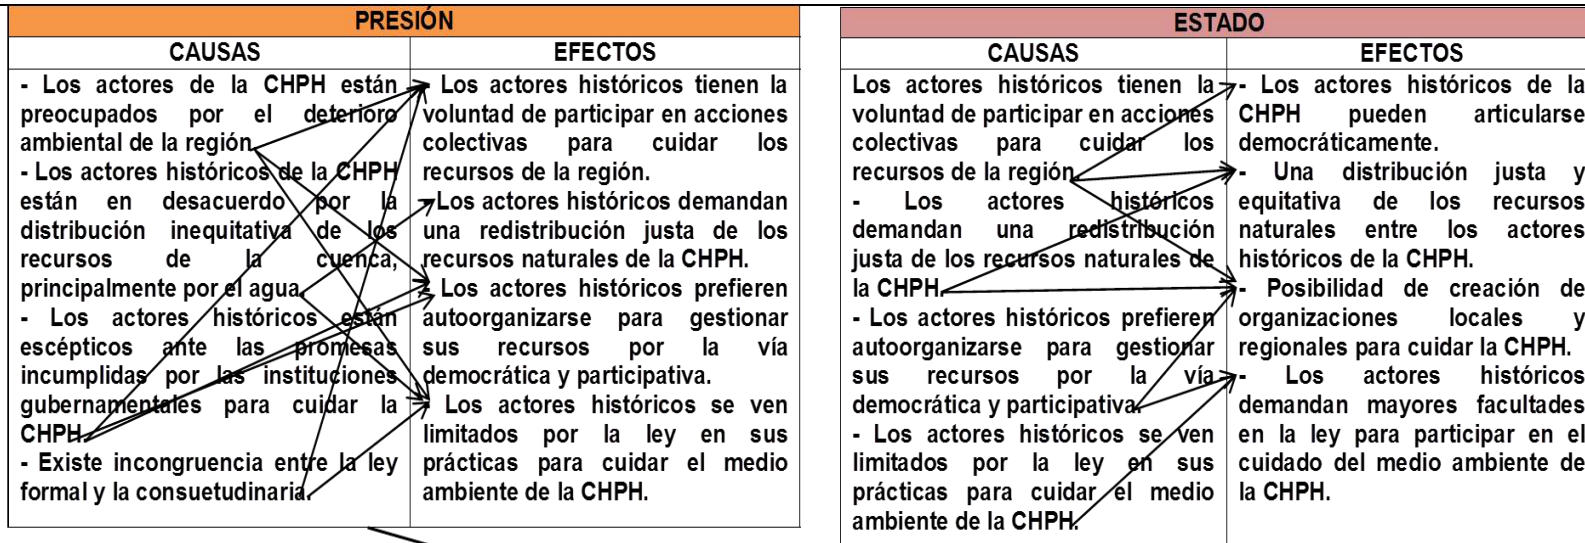 PRESIÓN
CAUSAS
EFECTOS
- Los actores de la CHPH están
preocupados por el deterioro
ambiental de la región.
- Los actores históricos de la CHPH
están en desacuerdo por la
distribución inequitativa de los
recursos de la cuenca,
principalmente por el agua.
- Los actores históricos están
escépticos ante las promesas
incumplidas por las instituciones
gubernamentales para cuidar la
CHPH.
- Existe incongruencia entre la ley
formal y la consuetudinaria.
- Los actores históricos tienen la
voluntad de participar en acciones
colectivas para cuidar los
recursos de la región.
-Los actores históricos demandan
una redistribución justa de los
recursos naturales de la CHPH.
- Los actores históricos prefieren
autoorganizarse para gestionar
sus recursos por la vía
democrática y participativa.
- Los actores históricos se ven
limitados por la ley en sus
prácticas para cuidar el medio
ambiente de la CHPH.
ESTADO
CAUSAS
EFECTOS
Los actores históricos tienen la
voluntad de participar en acciones
colectivas para cuidar los
recursos de la región.
- Los actores históricos
demandan una redistribución
justa de los recursos naturales de
la CHPH.
- Los actores históricos prefieren
autoorganizarse para gestionar
sus recursos por la vía
democrática y participativa.
- Los actores históricos se ven
limitados por la ley en sus
prácticas para cuidar el medio
ambiente de la CHPH.
- Los actores históricos de la
CHPH pueden articularse
democráticamente.
- Una distribución justa y
equitativa de los recursos
naturales entre los actores
históricos de la CHPH.
- Posibilidad de creación de
organizaciones locales y
regionales para cuidar la CHPH.
- Los actores históricos
demandan mayores facultades
en la ley para participar en el
cuidado del medio ambiente de
la CHPH.